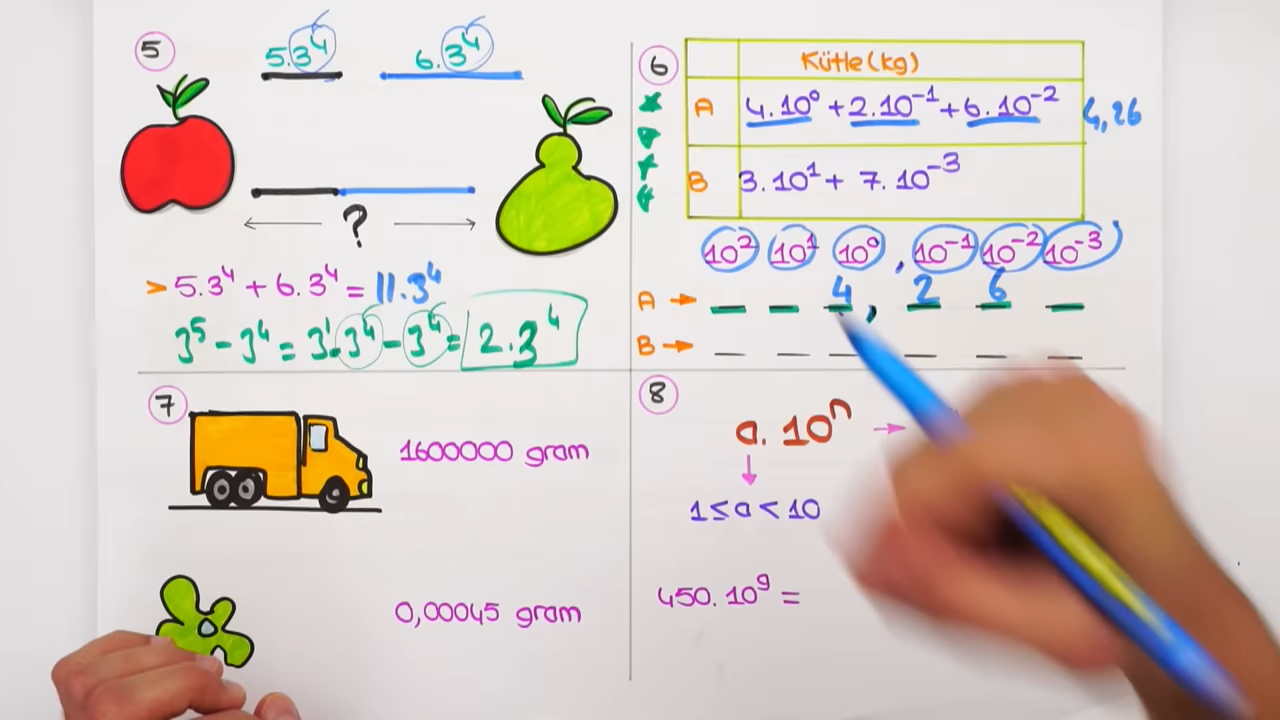 5
5.3⁴ 6.3⁴
?
> 5.3⁴ + 6.3⁴ = 11.3⁴
3⁵ - 3⁴ = 3¹.3⁴ - 3⁴ = 2.3⁴
6
Kütle(kg)
A 4.10⁰ + 2.10⁻¹ + 6.10⁻² 4,26
B 3.10¹ + 7.10⁻³
10² 10¹ 10⁰ , 10⁻¹ 10⁻² 10⁻³
A → _ _ 4 , 2 6 _
B → _ _ _ _ _ _
7
1600000 gram
0,00045 gram
8
a.10ⁿ →
↓
1 ≤ a < 10
450.10⁹ =